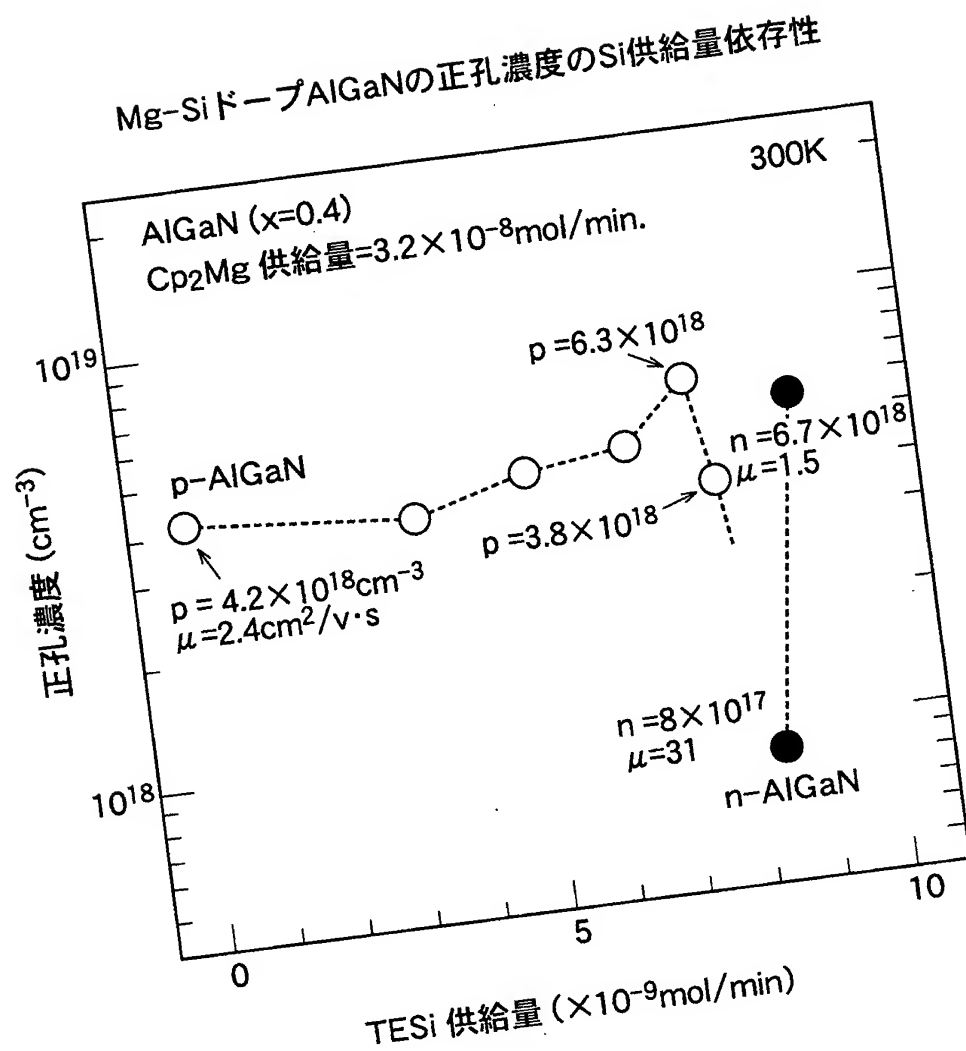 Mg-SiドープAlGaNの正孔濃度のSi供給量依存性
300K
AlGaN (x=0.4)
Cp₂Mg 供給量=3.2×10⁻⁸mol/min.
10¹⁹
10¹⁸
正孔濃度 (cm⁻³)
p-AlGaN
p = 4.2×10¹⁸cm⁻³
μ=2.4cm²/v·s
p =6.3×10¹⁸
p =3.8×10¹⁸
n =6.7×10¹⁸
μ=1.5
n =8×10¹⁷
μ=31
n-AlGaN
0
5
10
TESi 供給量 (×10⁻⁹mol/min)